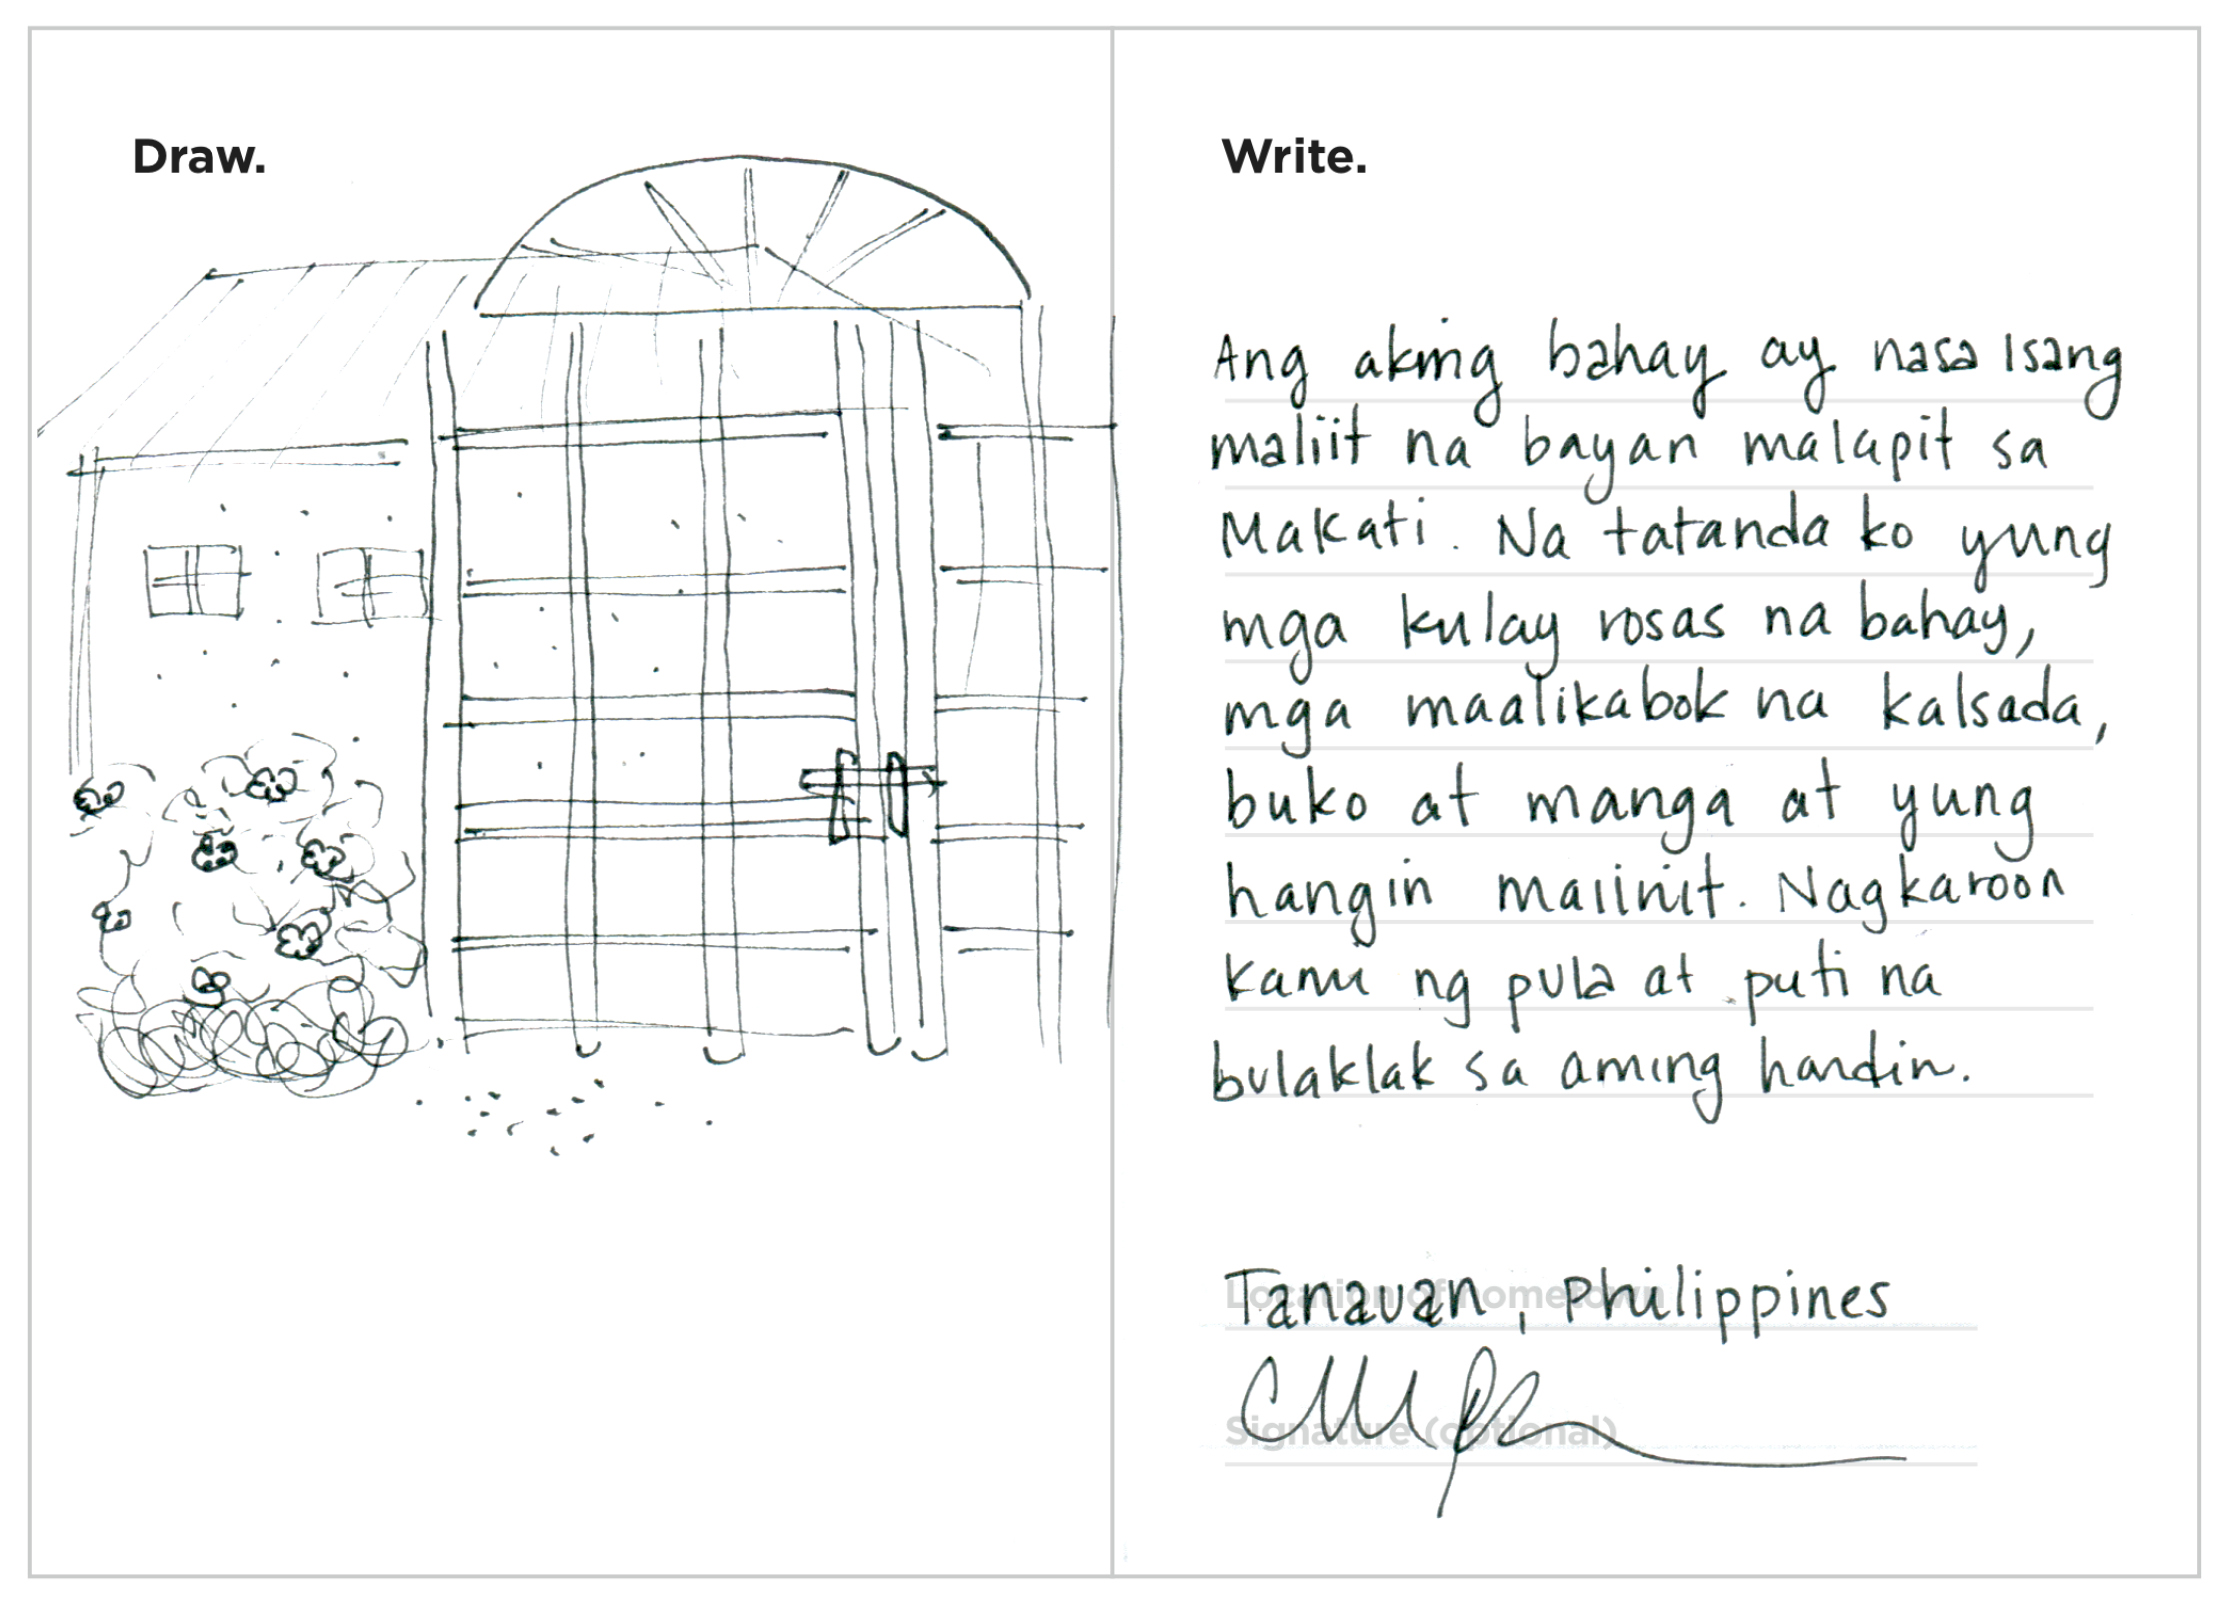 Draw.
Write.
Ang aking bahay ay nasa isang
maliit na bayan malapit sa
Makati. Na tatanda ko yung
mga kulay rosas na bahay,
mga maalikabok na kalsada,
buko at manga at yung
hangin maiinit. Nagkaroon
kami ng pula at puti na
bulaklak sa aming hardin.
Location of hometown
Tanauan, Philippines
Signature (optional)